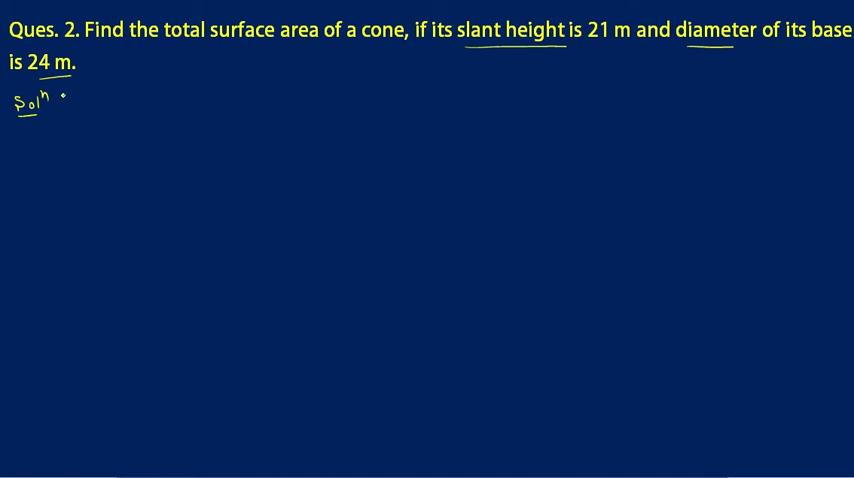 Ques. 2. Find the total surface area of a cone, if its slant height is 21 m and diameter of its base
is 24 m.
Solⁿ